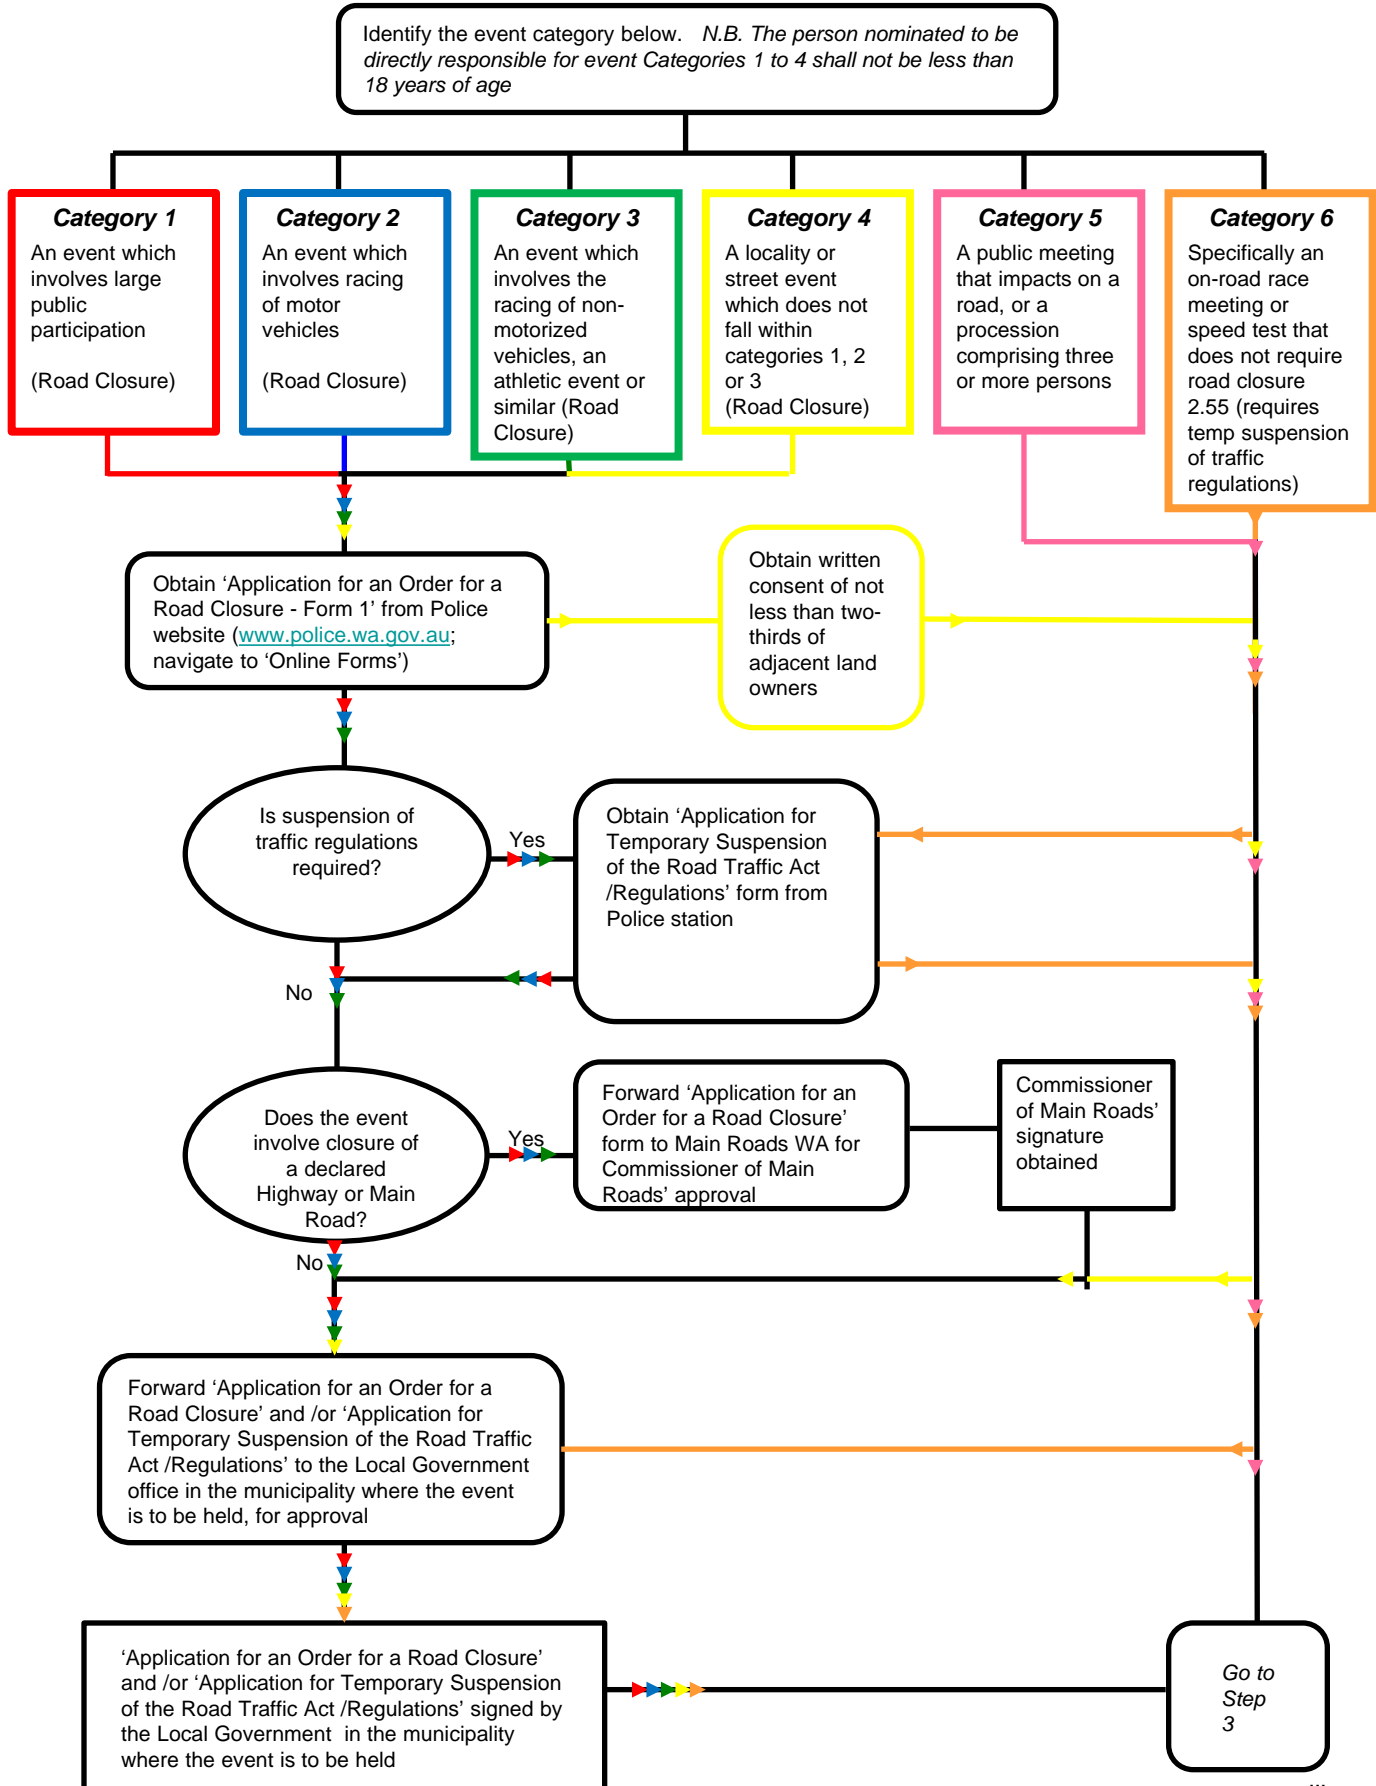 Identify the event category below. N.B. The person nominated to be
directly responsible for event Categories 1 to 4 shall not be less than
18 years of age
Category 1
An event which
involves large
public
participation
(Road Closure)
Category 2
An event which
involves racing
of motor
vehicles
(Road Closure)
Category 3
An event which
involves the
racing of non-
motorized
vehicles, an
athletic event or
similar (Road
Closure)
Category 4
A locality or
street event
which does not
fall within
categories 1, 2
or 3
(Road Closure)
Category 5
A public meeting
that impacts on a
road, or a
procession
comprising three
or more persons
Category 6
Specifically an
on-road race
meeting or
speed test that
does not require
road closure
2.55 (requires
temp suspension
of traffic
regulations)
Obtain ‘Application for an Order for a
Road Closure - Form 1’ from Police
website (www.police.wa.gov.au;
navigate to ‘Online Forms’)
Obtain written
consent of not
less than two-
thirds of
adjacent land
owners
Is suspension of
traffic regulations
required?
Yes
Obtain ‘Application for
Temporary Suspension
of the Road Traffic Act
/Regulations’ form from
Police station
No
Does the event
involve closure of
a declared
Highway or Main
Road?
Yes
Forward ‘Application for an
Order for a Road Closure’
form to Main Roads WA for
Commissioner of Main
Roads’ approval
Commissioner
of Main Roads’
signature
obtained
No
Forward ‘Application for an Order for a
Road Closure’ and /or ‘Application for
Temporary Suspension of the Road Traffic
Act /Regulations’ to the Local Government
office in the municipality where the event
is to be held, for approval
‘Application for an Order for a Road Closure’
and /or ‘Application for Temporary Suspension
of the Road Traffic Act /Regulations’ signed by
the Local Government in the municipality
where the event is to be held
Go to
Step
3